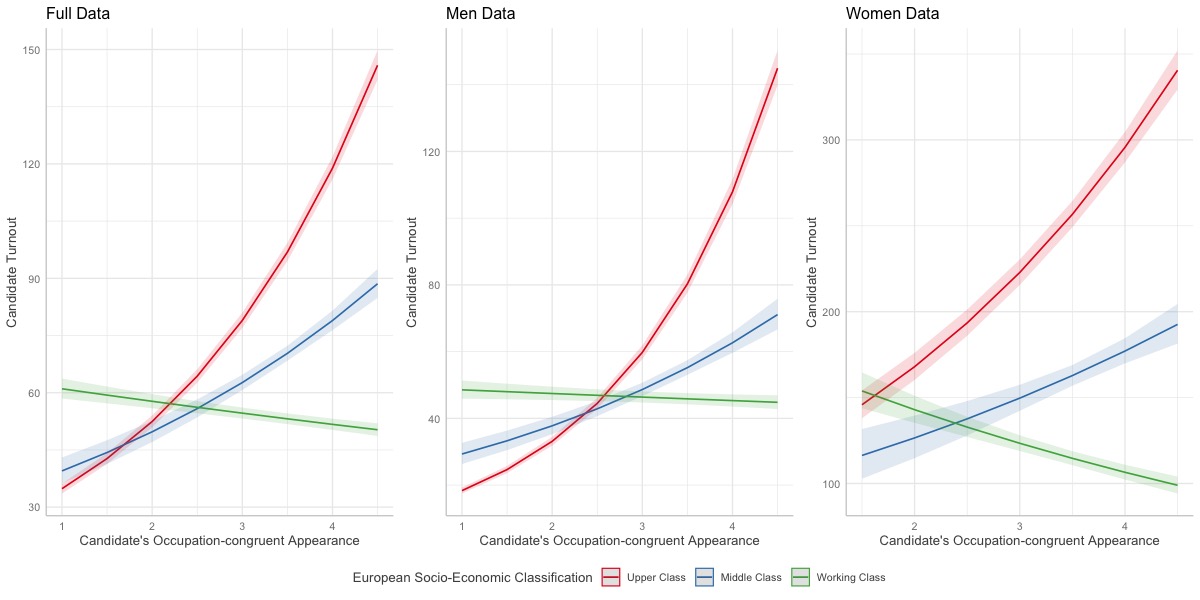 Full Data
Men Data
Women Data
Candidate Turnout
150
120
90
60
30
1 2 3 4
Candidate's Occupation-congruent Appearance
Candidate Turnout
120
80
40
1 2 3 4
Candidate's Occupation-congruent Appearance
Candidate Turnout
300
200
100
2 3 4
Candidate's Occupation-congruent Appearance
European Socio-Economic Classification Upper Class Middle Class Working Class